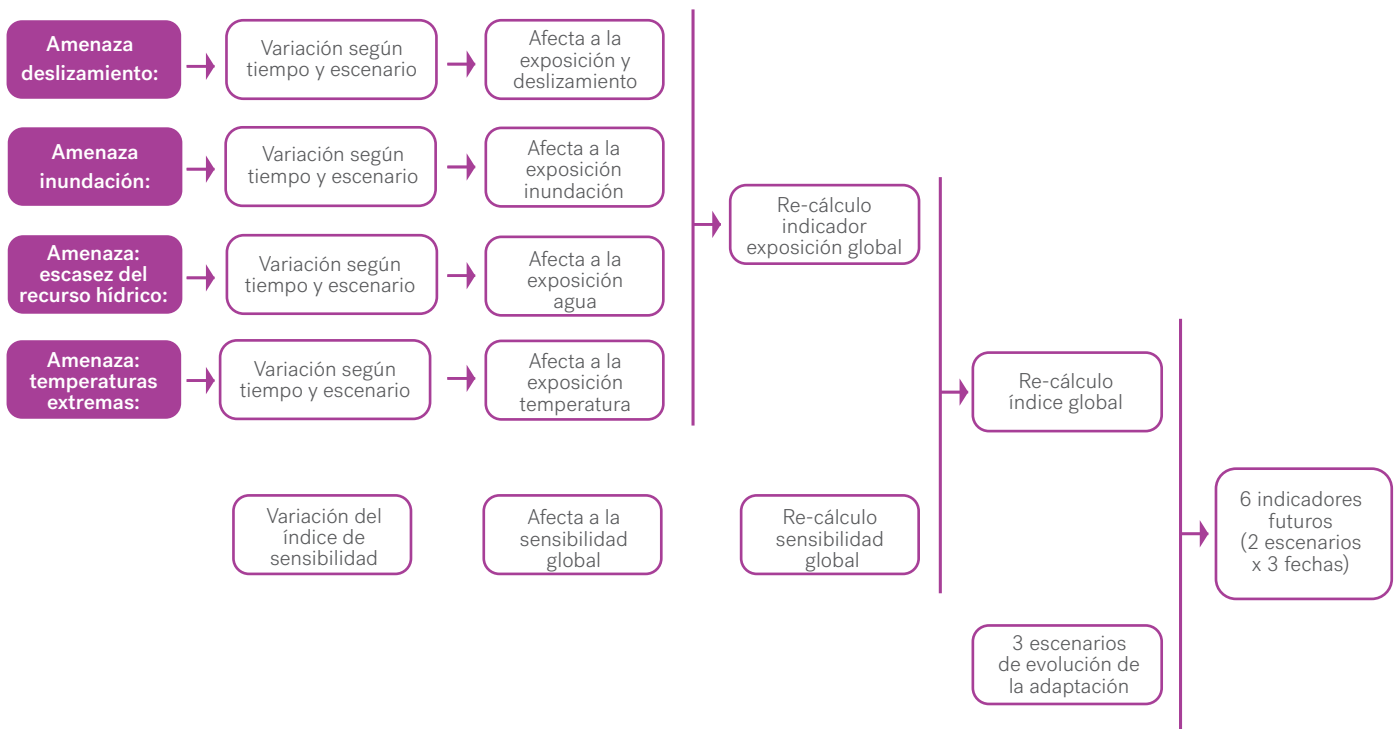 Amenaza
deslizamiento:
Variación según
tiempo y escenario
Afecta a la
exposición y
deslizamiento
Amenaza
inundación:
Variación según
tiempo y escenario
Afecta a la
exposición
inundación
Amenaza:
escasez del
recurso hídrico:
Variación según
tiempo y escenario
Afecta a la
exposición
agua
Amenaza:
temperaturas
extremas:
Variación según
tiempo y escenario
Afecta a la
exposición
temperatura
Re-cálculo
indicador
exposición global
Variación del
índice de
sensibilidad
Afecta a la
sensibilidad
global
Re-cálculo
sensibilidad
global
Re-cálculo
índice global
3 escenarios
de evolución de
la adaptación
6 indicadores
futuros
(2 escenarios
x 3 fechas)